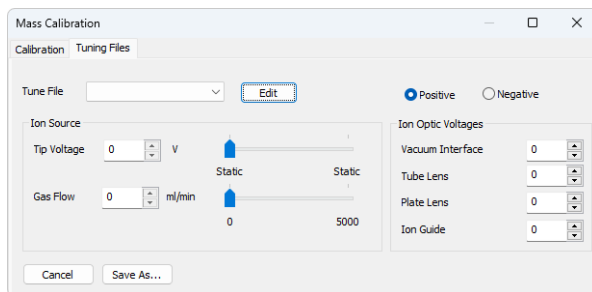 Mass Calibration
Calibration Tuning Files
Tune File Edit Positive Negative
Ion Source
Tip Voltage 0 V
Static Static
Gas Flow 0 ml/min
0 5000
Ion Optic Voltages
Vacuum Interface 0
Tube Lens 0
Plate Lens 0
Ion Guide 0
Cancel Save As...